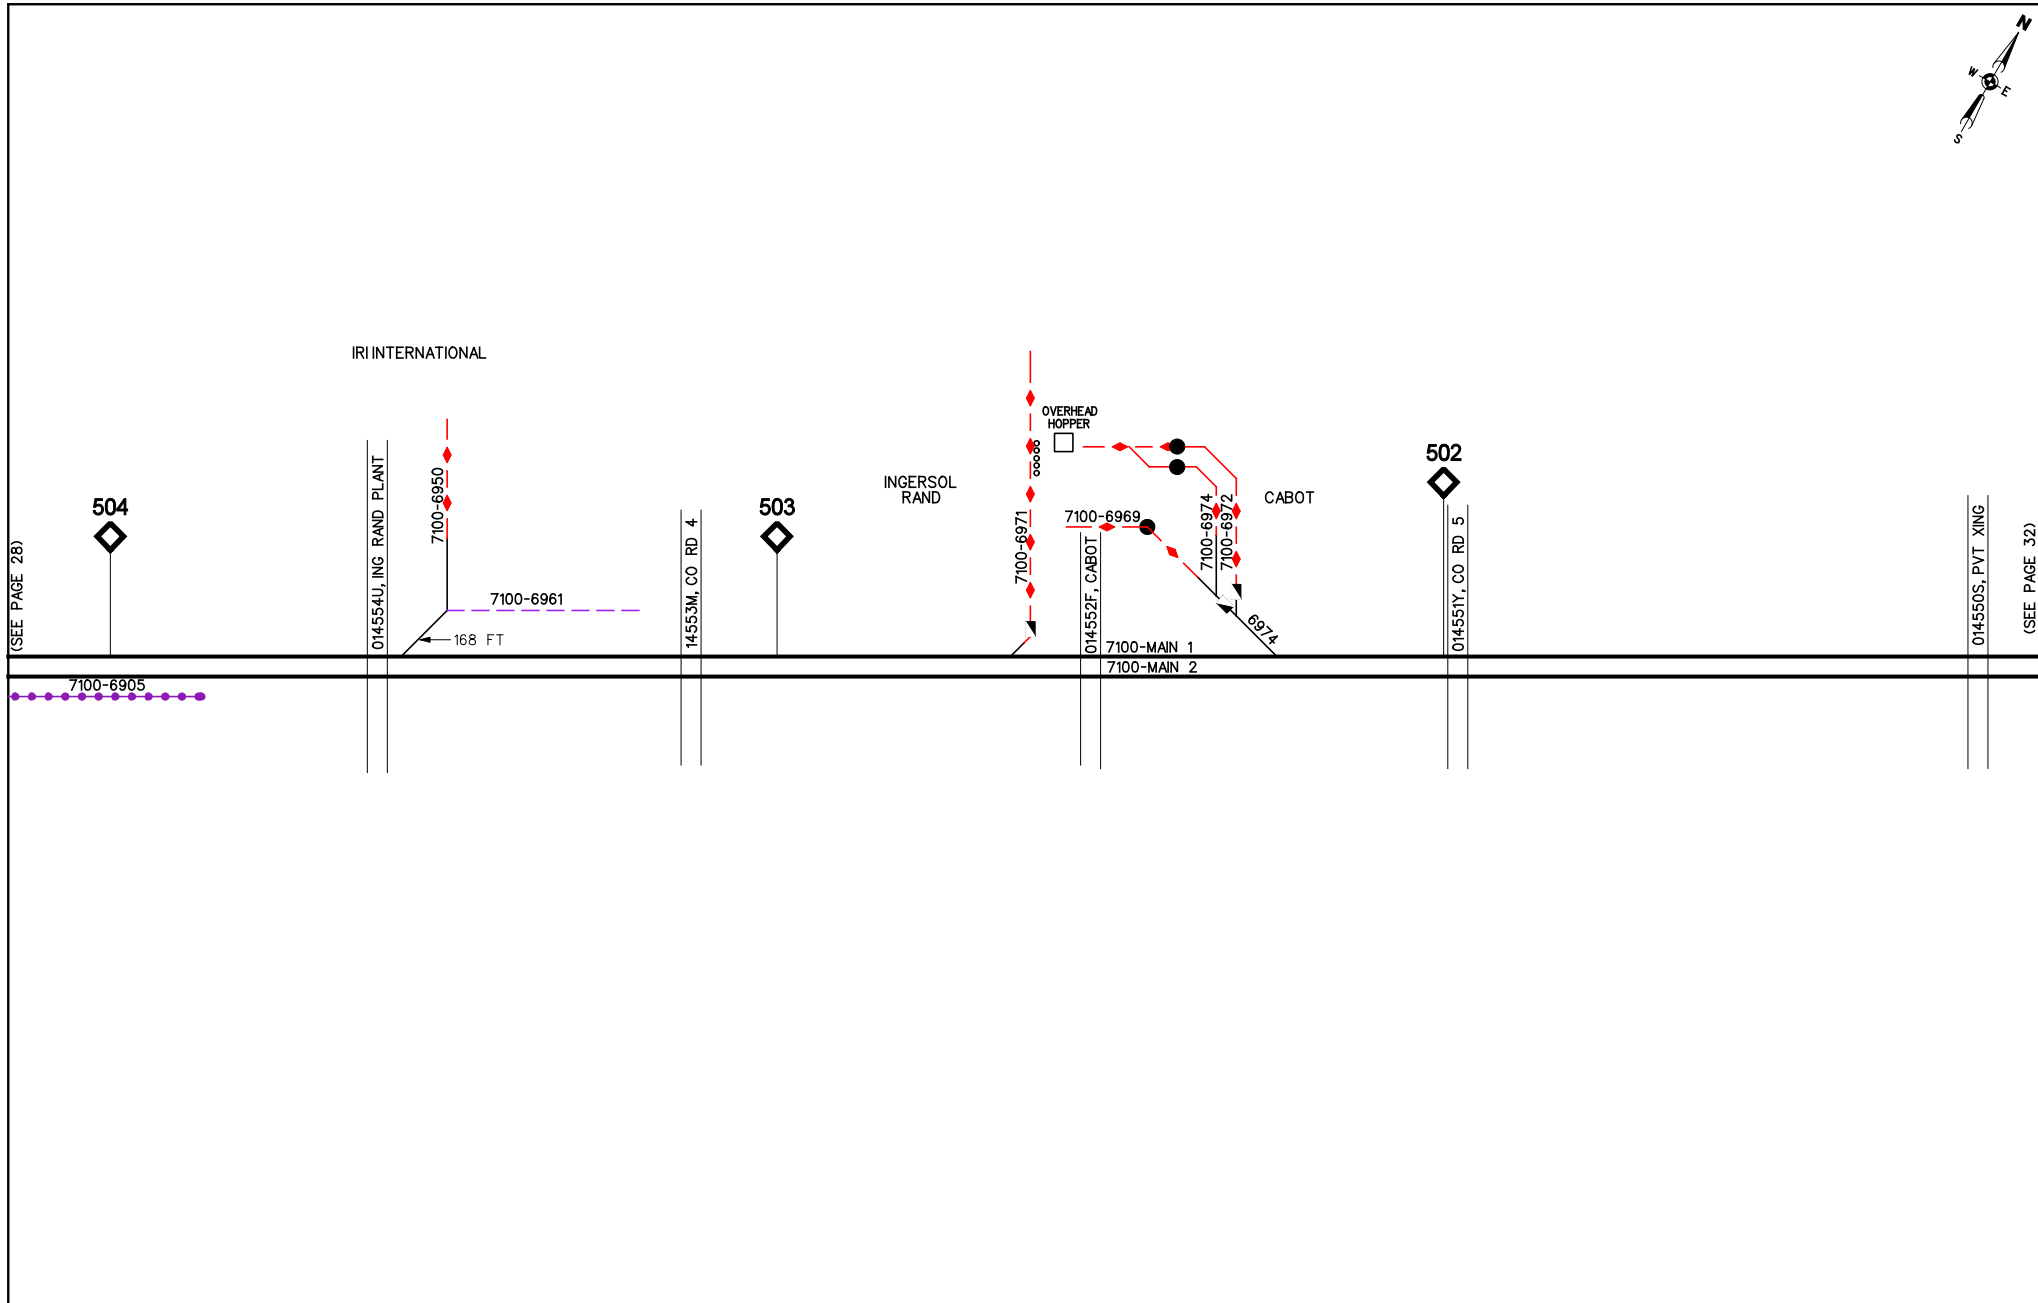 N
W
E
S
IRI INTERNATIONAL
OVERHEAD
HOPPER
502
INGERSOL
RAND
CABOT
504
503
(SEE PAGE 28)
014554U, ING RAND PLANT
7100-6950
7100-6961
168 FT
145553M, CO RD 4
7100-6971
7100-6969
014552F, CABOT
7100-6974
7100-6972
6974
014551Y, CO RD 5
014550S, PVT XING
(SEE PAGE 32)
7100-MAIN 1
7100-MAIN 2
7100-6905